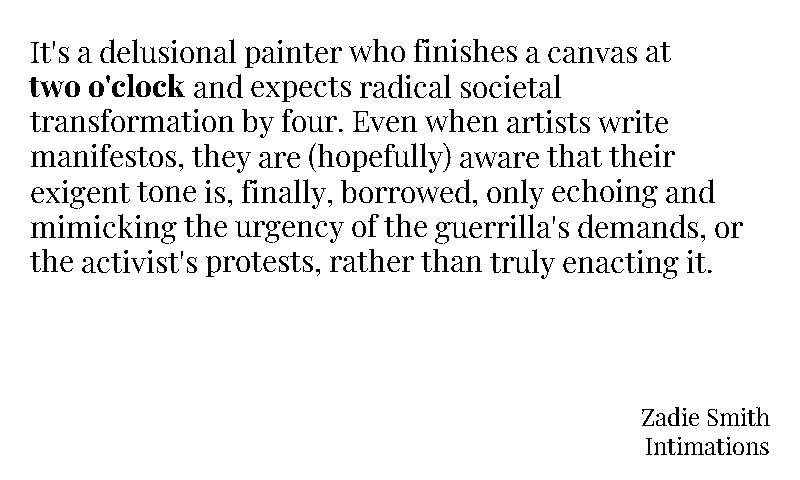 It's a delusional painter who finishes a canvas at
two o'clock and expects radical societal
transformation by four. Even when artists write
manifestos, they are (hopefully) aware that their
exigent tone is, finally, borrowed, only echoing and
mimicking the urgency of the guerrilla's demands, or
the activist's protests, rather than truly enacting it.
Zadie Smith
Intimations